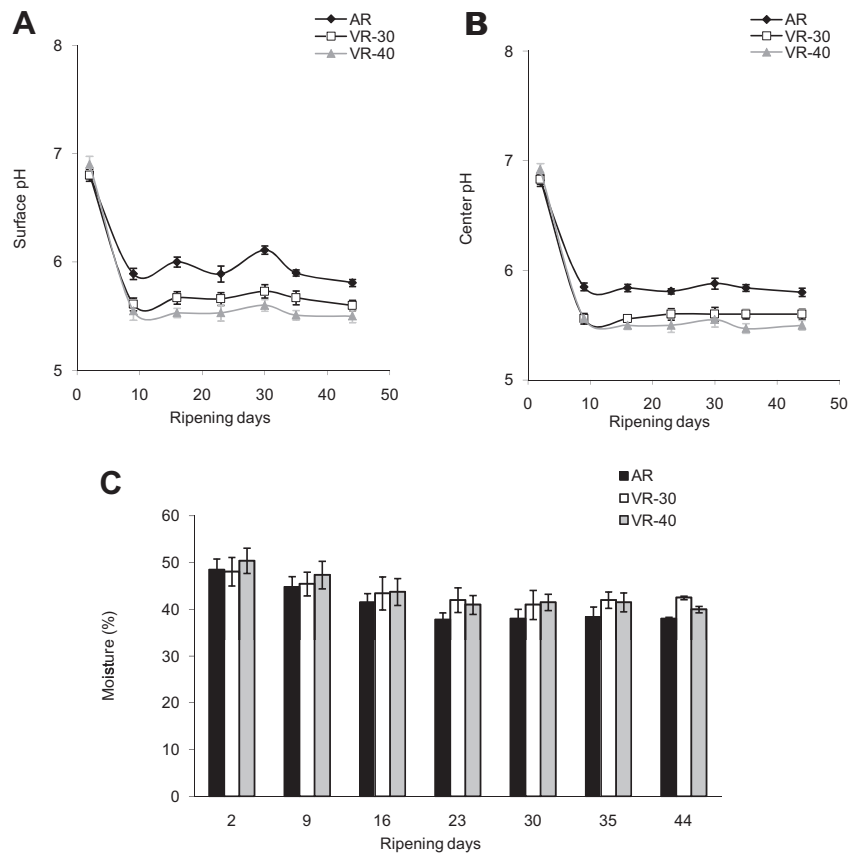 A
AR
VR-30
VR-40
8
7
6
5
Surface pH
0 10 20 30 40 50
Ripening days
B
AR
VR-30
VR-40
8
7
6
5
Center pH
0 10 20 30 40 50
Ripening days
C
AR
VR-30
VR-40
60
50
40
30
20
10
0
Moisture (%)
2 9 16 23 30 35 44
Ripening days